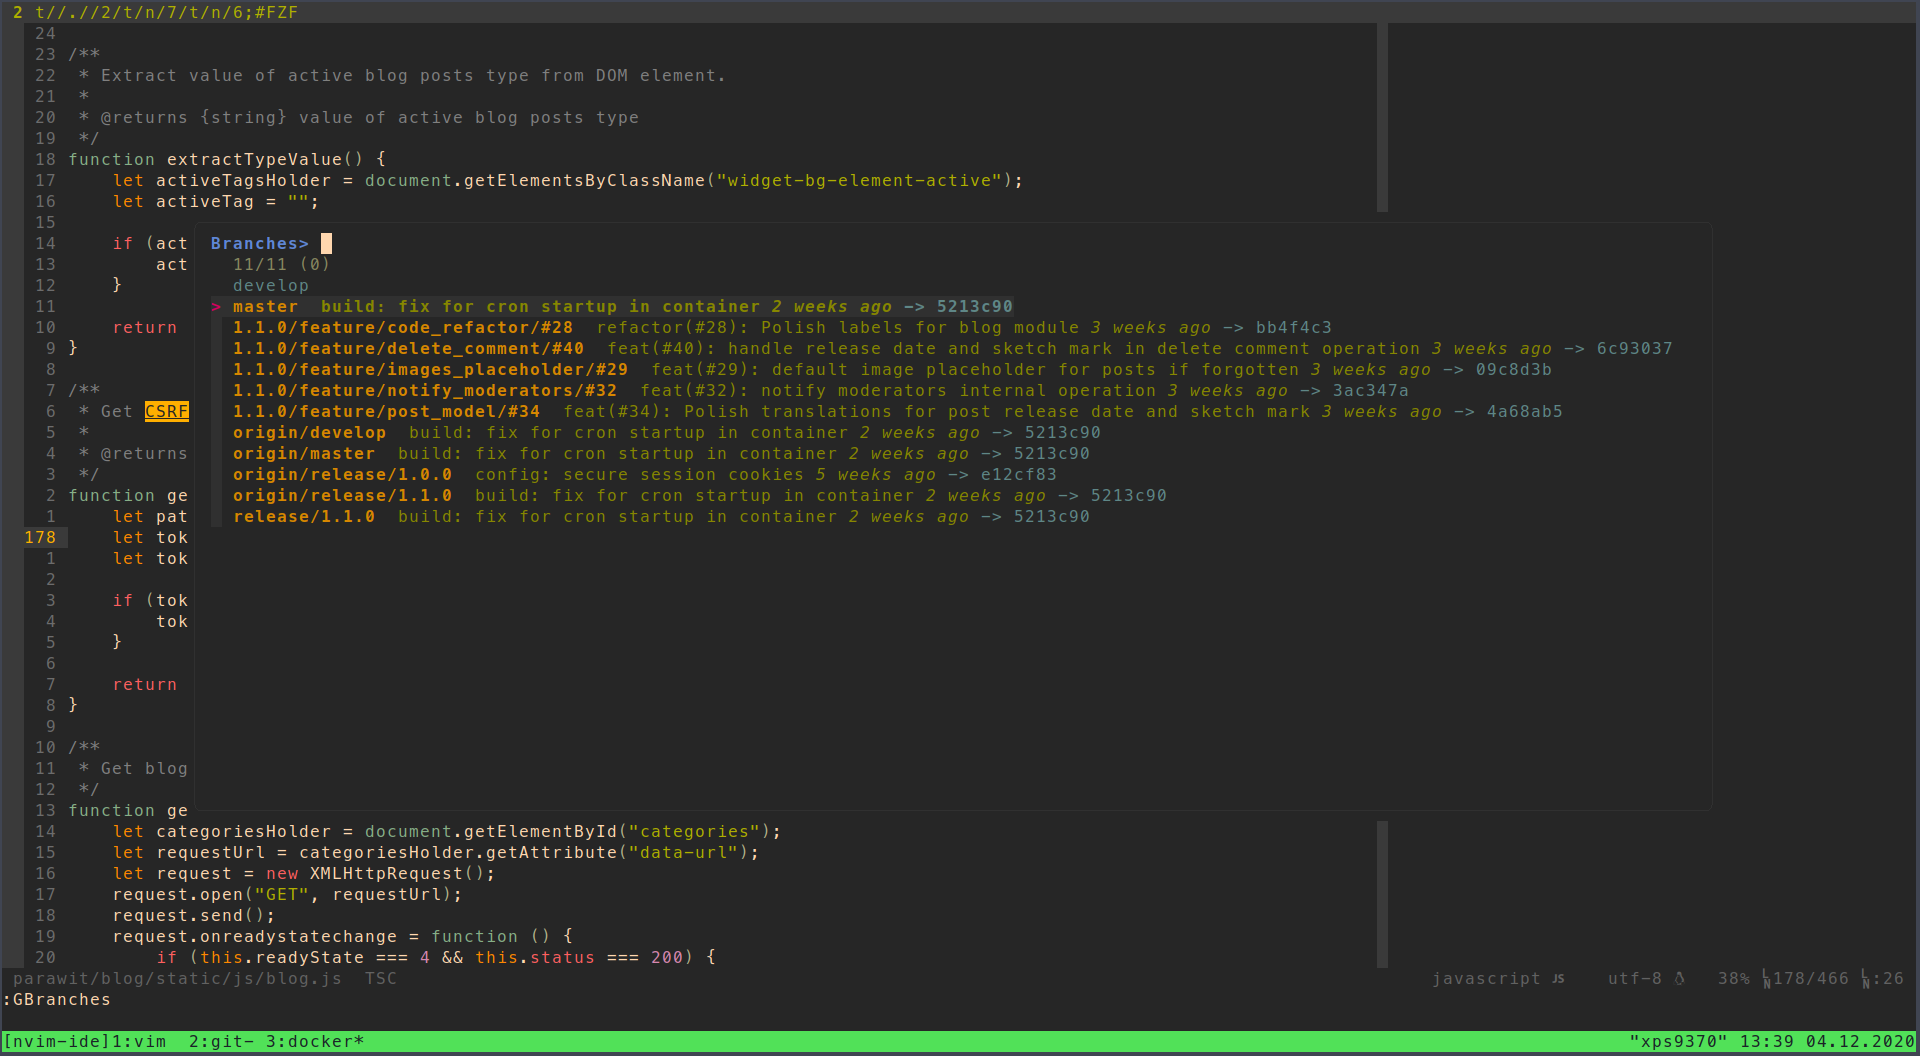 2 t//.//2/t/n/7/t/n/6;#FZF
24
23 /**
22  * Extract value of active blog posts type from DOM element.
21  *
20  * @returns {string} value of active blog posts type
19  */
18 function extractTypeValue() {
17     let activeTagsHolder = document.getElementsByClassName("widget-bg-element-active");
16     let activeTag = "";
15
14     if (act Branches>
13         act   11/11 (0)
12     }         develop
11           > master  build: fix for cron startup in container 2 weeks ago -> 5213c90
10     return    1.1.0/feature/code_refactor/#28  refactor(#28): Polish labels for blog module 3 weeks ago -> bb4f4c3
9 }              1.1.0/feature/delete_comment/#40  feat(#40): handle release date and sketch mark in delete comment operation 3 weeks ago -> 6c93037
8                1.1.0/feature/images_placeholder/#29  feat(#29): default image placeholder for posts if forgotten 3 weeks ago -> 09c8d3b
7 /**            1.1.0/feature/notify_moderators/#32  feat(#32): notify moderators internal operation 3 weeks ago -> 3ac347a
6  * Get CSRF    1.1.0/feature/post_model/#34  feat(#34): Polish translations for post release date and sketch mark 3 weeks ago -> 4a68ab5
5  *             origin/develop  build: fix for cron startup in container 2 weeks ago -> 5213c90
4  * @returns    origin/master  build: fix for cron startup in container 2 weeks ago -> 5213c90
3  */            origin/release/1.0.0  config: secure session cookies 5 weeks ago -> e12cf83
2 function ge    origin/release/1.1.0  build: fix for cron startup in container 2 weeks ago -> 5213c90
1     let pat    release/1.1.0  build: fix for cron startup in container 2 weeks ago -> 5213c90
178     let tok
1     let tok
2
3     if (tok
4         tok
5     }
6
7     return
8 }
9
10 /**
11  * Get blog
12  */
13 function ge
14     let categoriesHolder = document.getElementById("categories");
15     let requestUrl = categoriesHolder.getAttribute("data-url");
16     let request = new XMLHttpRequest();
17     request.open("GET", requestUrl);
18     request.send();
19     request.onreadystatechange = function () {
20         if (this.readyState === 4 && this.status === 200) {
parawit/blog/static/js/blog.js  TSC  javascript JS  utf-8  38% LN 178/466 LN :26
:GBranches
[nvim-ide]1:vim  2:git- 3:docker*  "xps9370" 13:39 04.12.2020